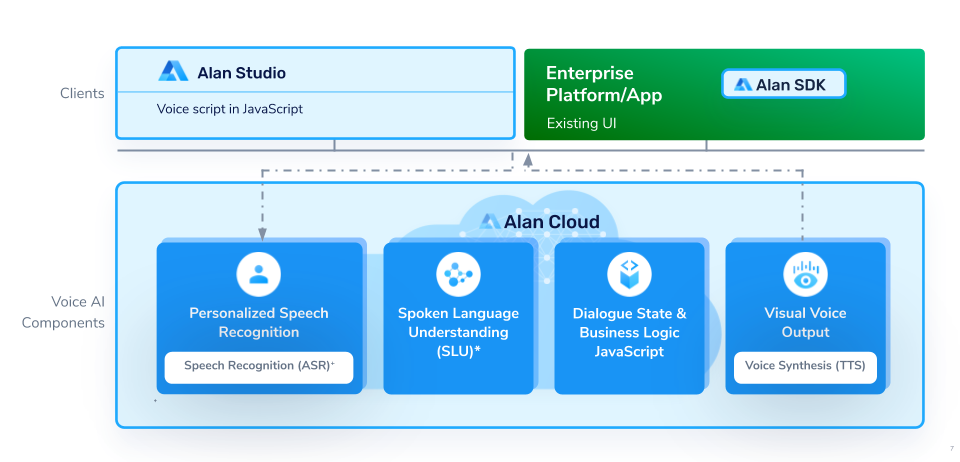 Clients
Alan Studio
Voice script in JavaScript
Enterprise
Platform/App
Existing UI
Alan SDK
Voice AI
Components
Alan Cloud
Personalized Speech
Recognition
Speech Recognition (ASR)+
Spoken Language
Understanding
(SLU)*
Dialogue State &
Business Logic
JavaScript
Visual Voice
Output
Voice Synthesis (TTS)
7